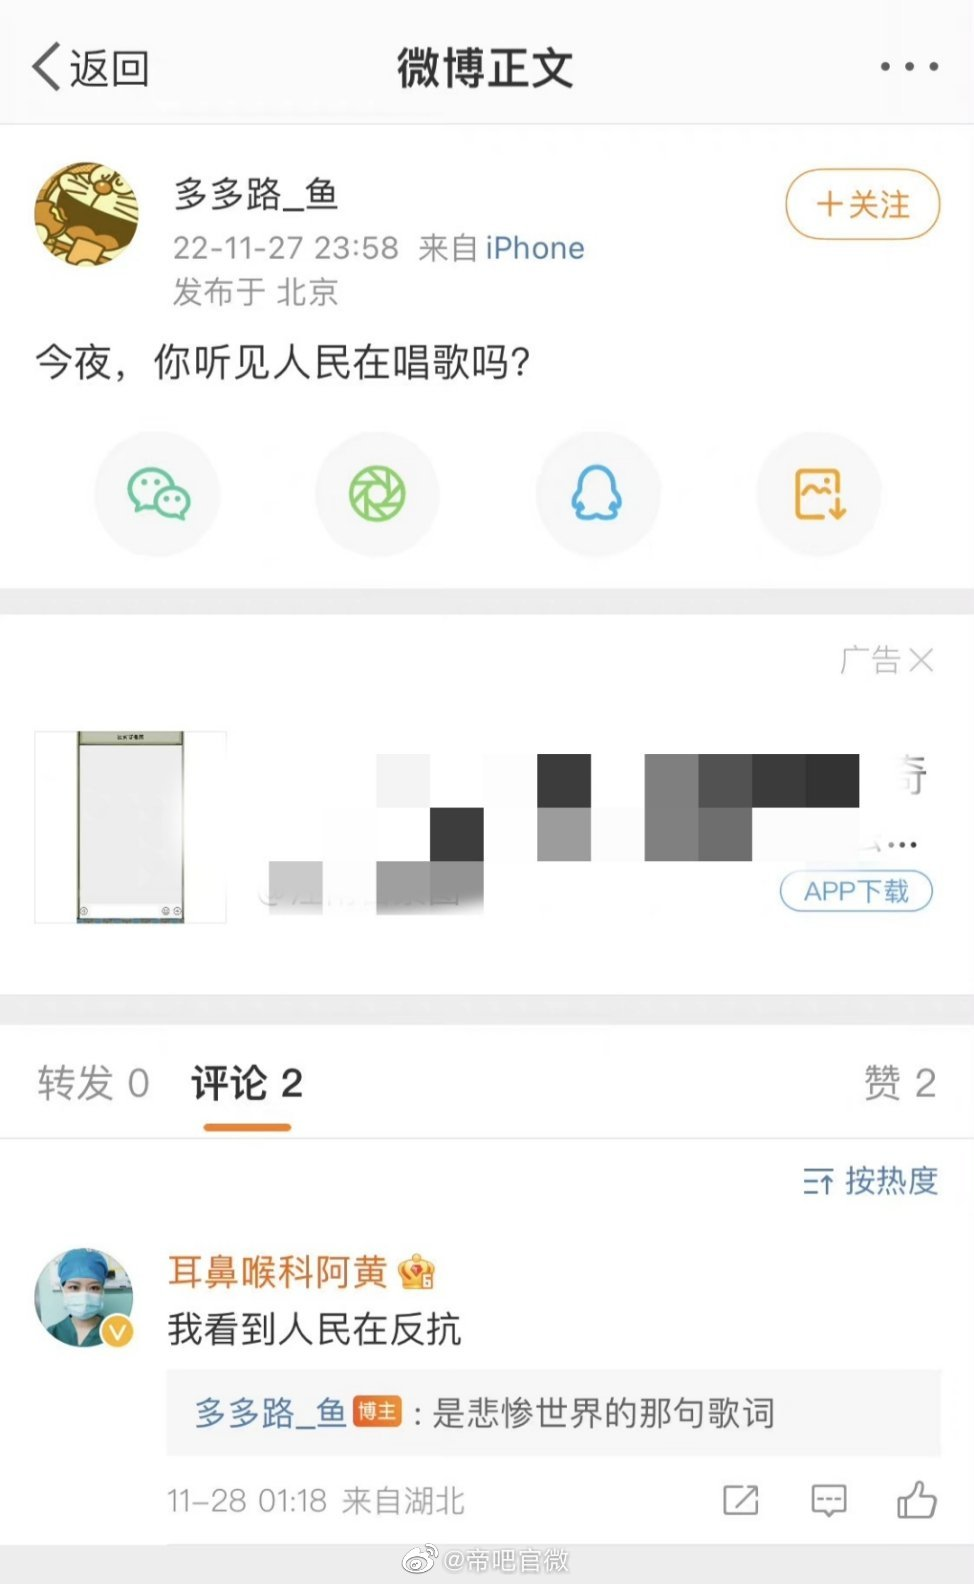 返回
微博正文
多多路_鱼
+关注
22-11-27 23:58 来自 iPhone
发布于 北京
今夜，你听见人民在唱歌吗？
广告
奇
...
APP下载
转发 0
评论 2
赞 2
按热度
耳鼻喉科阿黄
我看到人民在反抗
多多路_鱼 博主 : 是悲惨世界的那句歌词
11-28 01:18 来自湖北
@帝吧官微